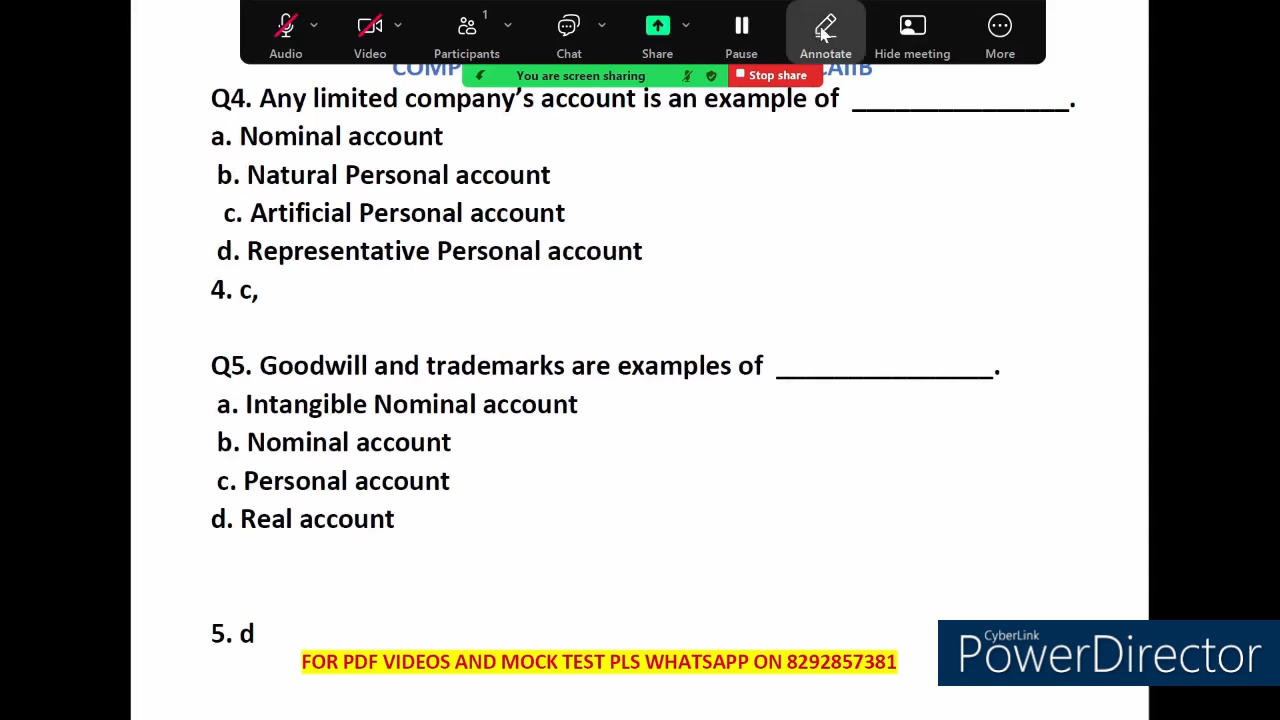 1
Audio
Video
Participants
Chat
Share
Pause
Annotate
Hide meeting
More
You are screen sharing
Stop share
Q4. Any limited company’s account is an example of _______________.
a. Nominal account
b. Natural Personal account
c. Artificial Personal account
d. Representative Personal account
4. c,
Q5. Goodwill and trademarks are examples of _______________.
a. Intangible Nominal account
b. Nominal account
c. Personal account
d. Real account
5. d
FOR PDF VIDEOS AND MOCK TEST PLS WHATSAPP ON 8292857381
CyberLink
PowerDirector